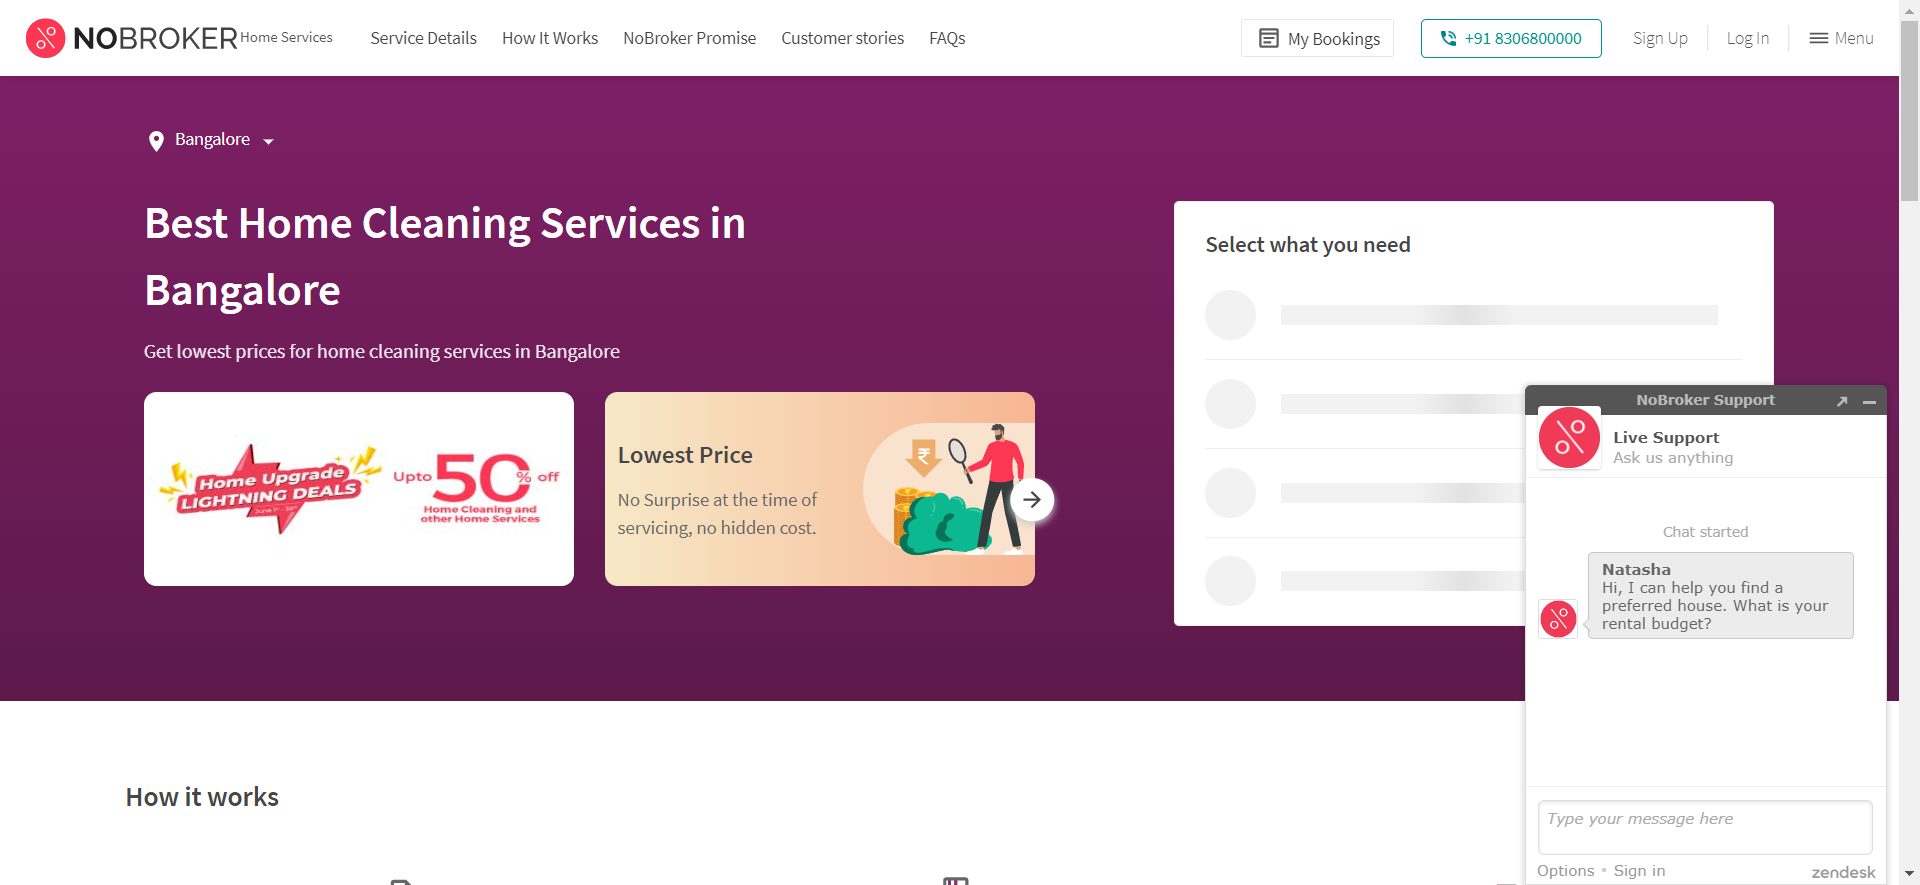 NOBROKER Home Services
Service Details
How It Works
NoBroker Promise
Customer stories
FAQs
My Bookings
+91 8306800000
Sign Up
Log In
Menu
Bangalore
Best Home Cleaning Services in
Bangalore
Get lowest prices for home cleaning services in Bangalore
Home Upgrade
LIGHTNING DEALS
Upto 50% off
Home Cleaning and
other Home Services
Lowest Price
No Surprise at the time of
servicing, no hidden cost.
Select what you need
NoBroker Support
Live Support
Ask us anything
Chat started
Natasha
Hi, I can help you find a
preferred house. What is your
rental budget?
Type your message here
Options • Sign in
zendesk
How it works